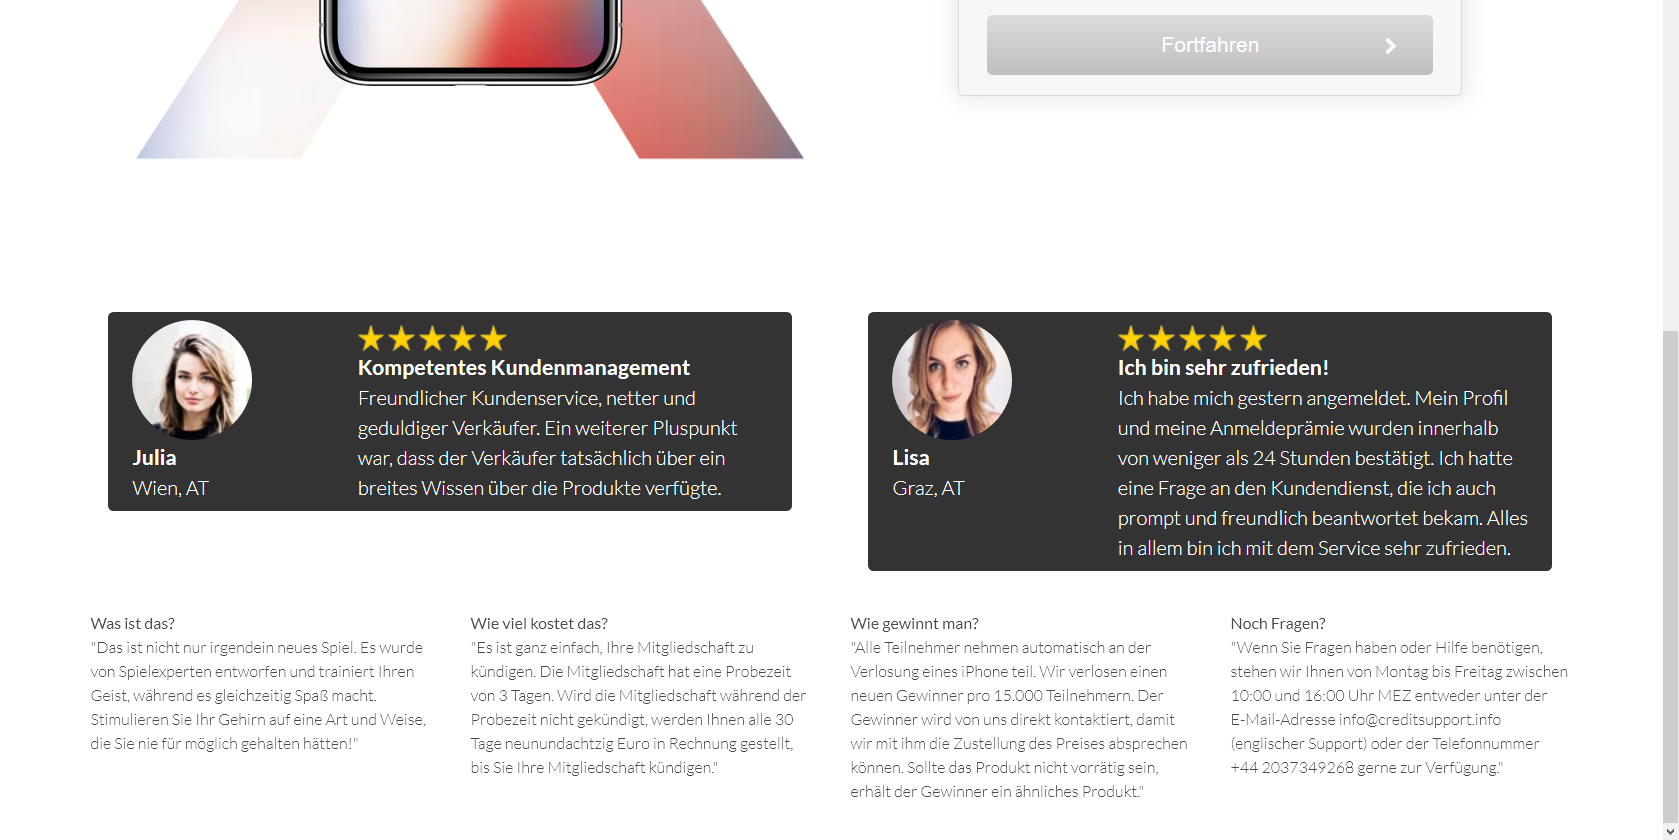 Fortfahren
Kompetentes Kundenmanagement
Freundlicher Kundenservice, netter und
geduldiger Verkäufer. Ein weiterer Pluspunkt
war, dass der Verkäufer tatsächlich über ein
breites Wissen über die Produkte verfügte.
Julia
Wien, AT
Ich bin sehr zufrieden!
Ich habe mich gestern angemeldet. Mein Profil
und meine Anmeldeprämie wurden innerhalb
von weniger als 24 Stunden bestätigt. Ich hatte
eine Frage an den Kundendienst, die ich auch
prompt und freundlich beantwortet bekam. Alles
in allem bin ich mit dem Service sehr zufrieden.
Lisa
Graz, AT
Was ist das?
"Das ist nicht nur irgendein neues Spiel. Es wurde
von Spielexperten entworfen und trainiert Ihren
Geist, während es gleichzeitig Spaß macht.
Stimulieren Sie Ihr Gehirn auf eine Art und Weise,
die Sie nie für möglich gehalten hätten!"
Wie viel kostet das?
"Es ist ganz einfach, Ihre Mitgliedschaft zu
kündigen. Die Mitgliedschaft hat eine Probezeit
von 3 Tagen. Wird die Mitgliedschaft während der
Probezeit nicht gekündigt, werden Ihnen alle 30
Tage neunundachtzig Euro in Rechnung gestellt,
bis Sie Ihre Mitgliedschaft kündigen."
Wie gewinnt man?
"Alle Teilnehmer nehmen automatisch an der
Verlosung eines iPhone teil. Wir verlosen einen
neuen Gewinner pro 15.000 Teilnehmern. Der
Gewinner wird von uns direkt kontaktiert, damit
wir mit ihm die Zustellung des Preises absprechen
können. Sollte das Produkt nicht vorrätig sein,
erhält der Gewinner ein ähnliches Produkt."
Noch Fragen?
"Wenn Sie Fragen haben oder Hilfe benötigen,
stehen wir Ihnen von Montag bis Freitag zwischen
10:00 und 16:00 Uhr MEZ entweder unter der
E-Mail-Adresse info@creditsupport.info
(englischer Support) oder der Telefonnummer
+44 2037349268 gerne zur Verfügung."